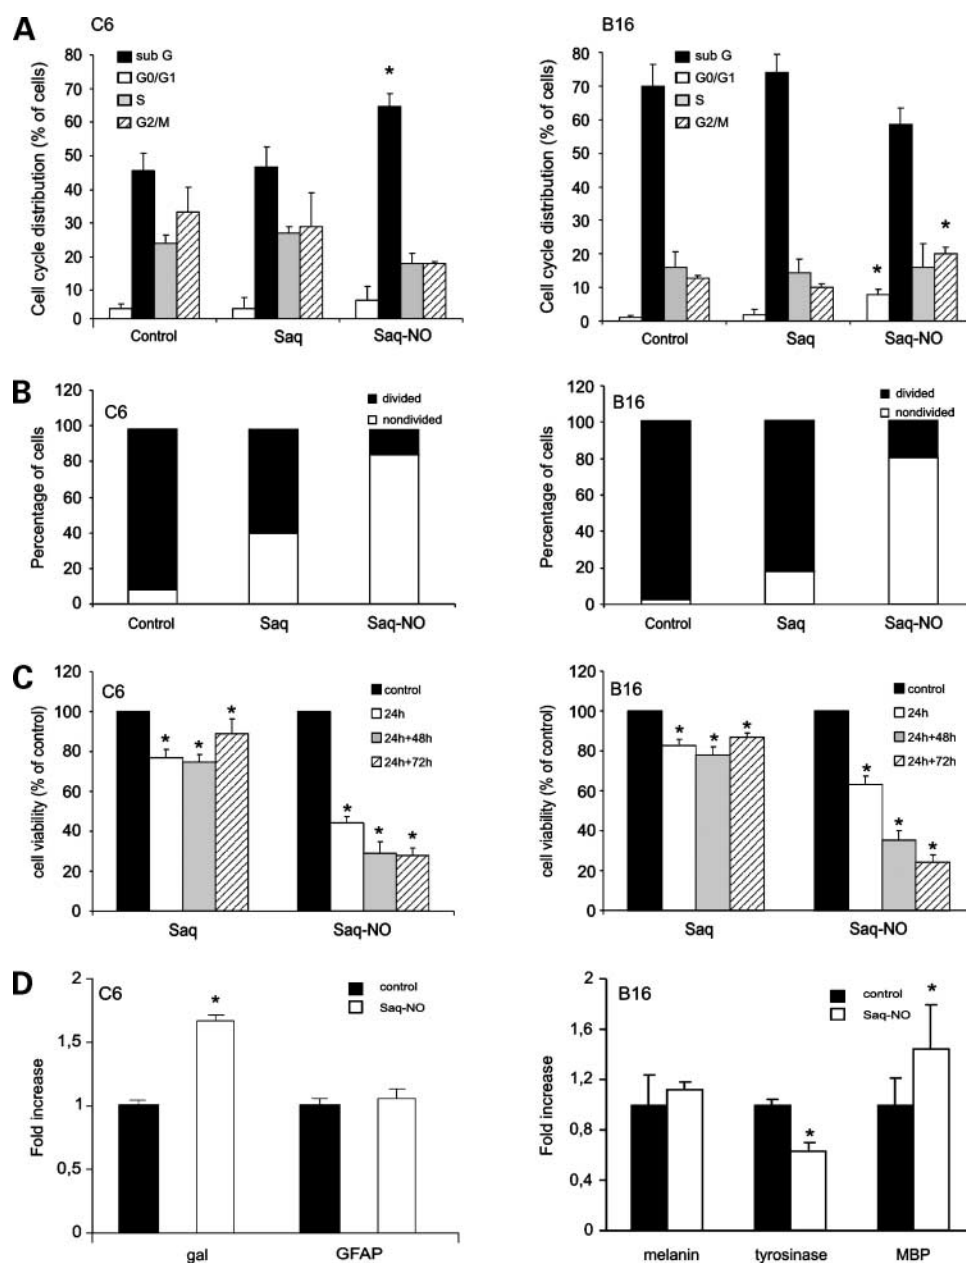 A
C6
Cell cycle distribution (% of cells)
80
70
60
50
40
30
20
10
0
sub G
G0/G1
S
G2/M
*
Control
Saq
Saq-NO
B16
Cell cycle distribution (% of cells)
80
70
60
50
40
30
20
10
0
sub G
G0/G1
S
G2/M
*
*
Control
Saq
Saq-NO
B
C6
Percentage of cells
120
100
80
60
40
20
0
divided
nondivided
Control
Saq
Saq-NO
B16
Percentage of cells
120
100
80
60
40
20
0
divided
nondivided
Control
Saq
Saq-NO
C
C6
cell viability (% of control)
120
100
80
60
40
20
0
control
24h
24h+48h
24h+72h
* * *
* * *
Saq
Saq-NO
B16
cell viability (% of control)
120
100
80
60
40
20
0
control
24h
24h+48h
24h+72h
* * *
* * *
Saq
Saq-NO
D
C6
Fold increase
2
1,5
1
0,5
0
control
Saq-NO
*
gal
GFAP
B16
Fold increase
2
1,6
1,2
0,8
0,4
0
control
Saq-NO
*
*
melanin
tyrosinase
MBP